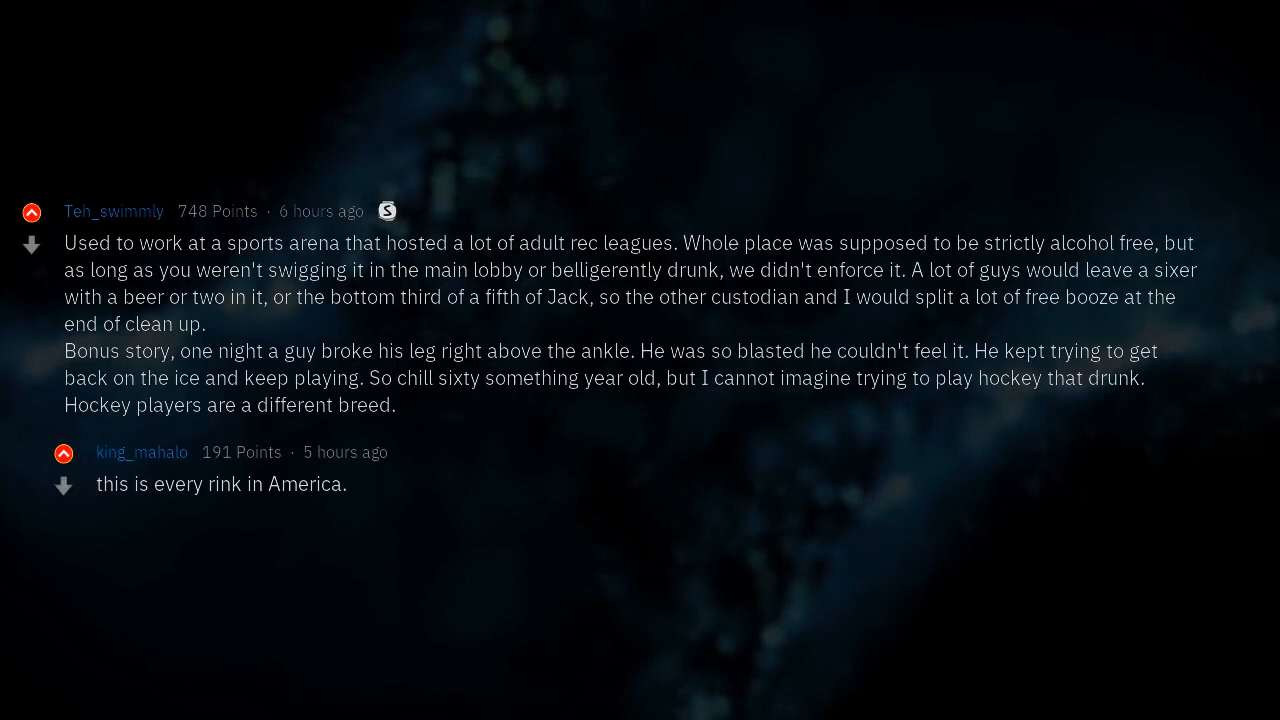 Teh_swimmly 748 Points · 6 hours ago S
Used to work at a sports arena that hosted a lot of adult rec leagues. Whole place was supposed to be strictly alcohol free, but
as long as you weren't swigging it in the main lobby or belligerently drunk, we didn't enforce it. A lot of guys would leave a sixer
with a beer or two in it, or the bottom third of a fifth of Jack, so the other custodian and I would split a lot of free booze at the
end of clean up.
Bonus story, one night a guy broke his leg right above the ankle. He was so blasted he couldn't feel it. He kept trying to get
back on the ice and keep playing. So chill sixty something year old, but I cannot imagine trying to play hockey that drunk.
Hockey players are a different breed.
king_mahalo 191 Points · 5 hours ago
this is every rink in America.